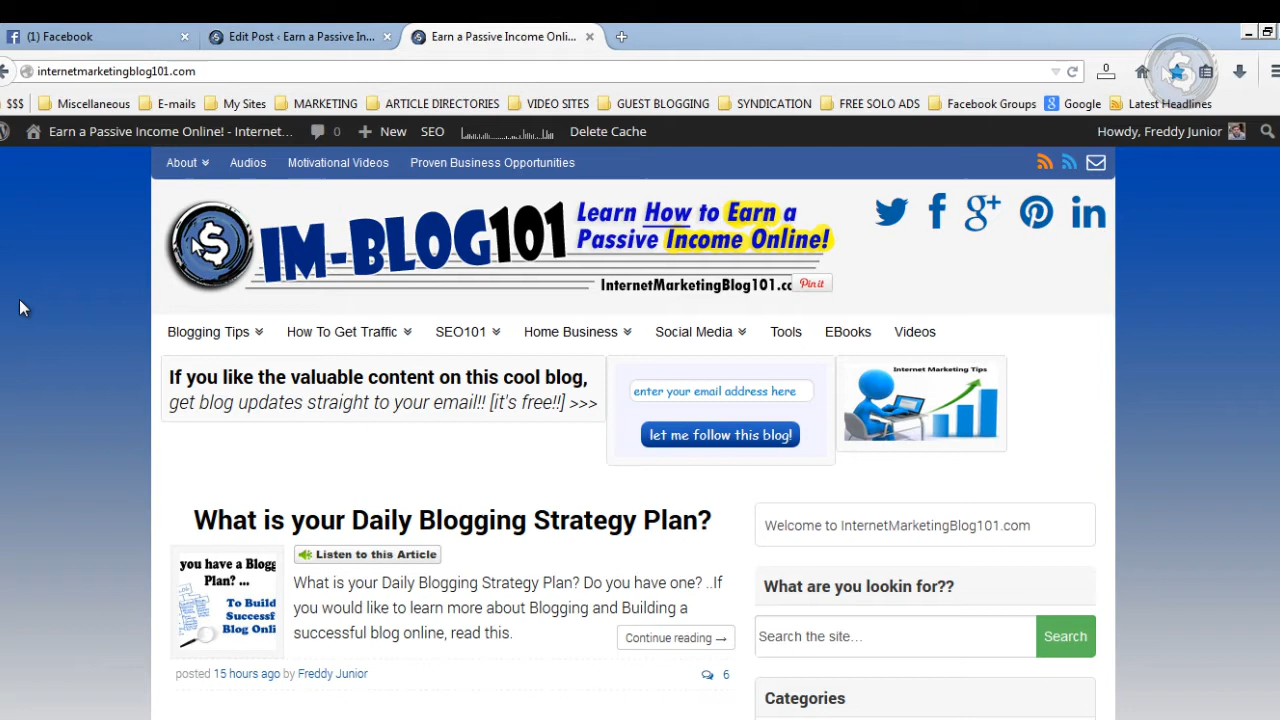 (1) Facebook
Edit Post ‹ Earn a Passive In...
Earn a Passive Income Onli...
internetmarketingblog101.com
0
$$$
Miscellaneous
E-mails
My Sites
MARKETING
ARTICLE DIRECTORIES
VIDEO SITES
GUEST BLOGGING
SYNDICATION
FREE SOLO ADS
Facebook Groups
Google
Latest Headlines
Earn a Passive Income Online! - Internet...
0
New
SEO
Delete Cache
Howdy, Freddy Junior
About
Audios
Motivational Videos
Proven Business Opportunities
$
IM-BLOG101
Learn How to Earn a
Passive Income Online!
InternetMarketingBlog101.co
Pin it
Blogging Tips
How To Get Traffic
SEO101
Home Business
Social Media
Tools
EBooks
Videos
If you like the valuable content on this cool blog,
get blog updates straight to your email!! [it's free!!] >>>
enter your email address here
let me follow this blog!
Internet Marketing Tips
What is your Daily Blogging Strategy Plan?
you have a Blogg
Plan? ...
To Build
Successf
Blog Onli
Listen to this Article
What is your Daily Blogging Strategy Plan? Do you have one? ..If
you would like to learn more about Blogging and Building a
successful blog online, read this.
Continue reading →
posted 15 hours ago by Freddy Junior
6
Welcome to InternetMarketingBlog101.com
What are you lookin for??
Search the site...
Search
Categories